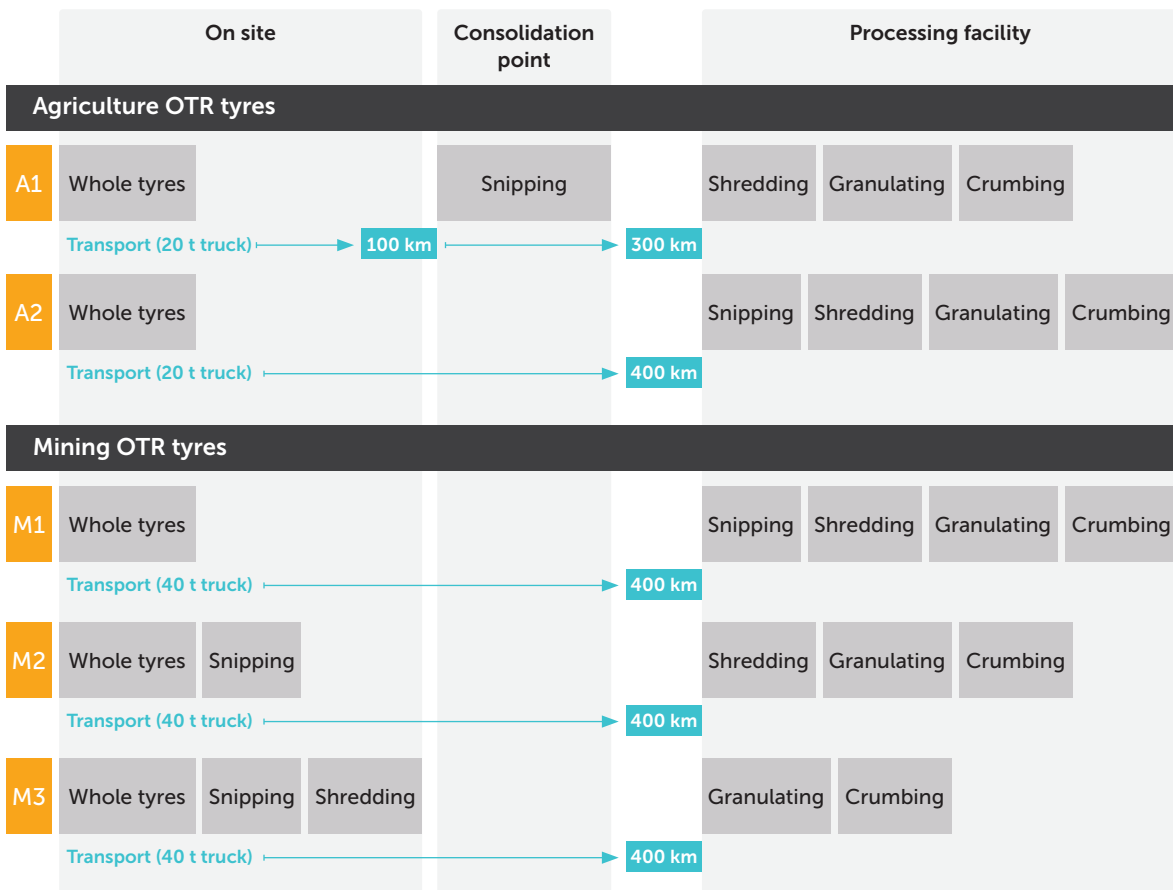 On site
Consolidation
point
Processing facility
Agriculture OTR tyres
A1
Whole tyres
Snipping
Shredding
Granulating
Crumbing
Transport (20 t truck)
100 km
300 km
A2
Whole tyres
Snipping
Shredding
Granulating
Crumbing
Transport (20 t truck)
400 km
Mining OTR tyres
M1
Whole tyres
Snipping
Shredding
Granulating
Crumbing
Transport (40 t truck)
400 km
M2
Whole tyres
Snipping
Shredding
Granulating
Crumbing
Transport (40 t truck)
400 km
M3
Whole tyres
Snipping
Shredding
Granulating
Crumbing
Transport (40 t truck)
400 km